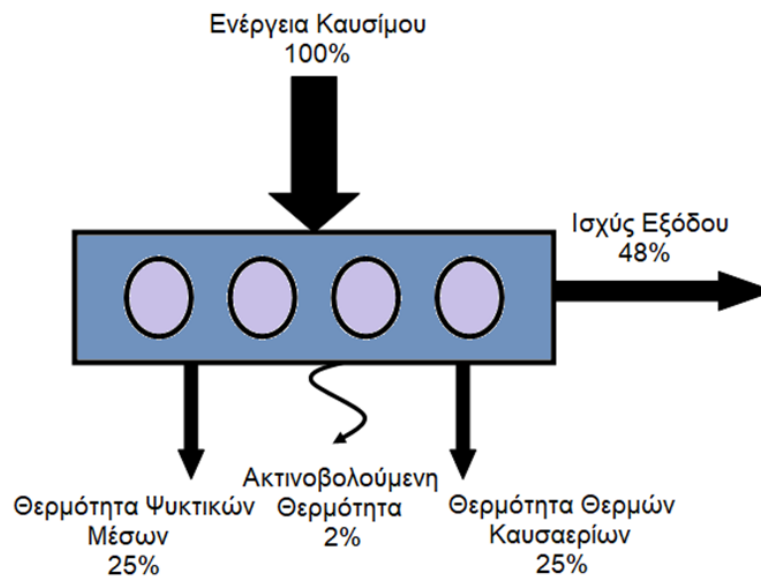 Ενέργεια Καυσίμου
100%
Ισχύς Εξόδου
48%
Θερμότητα Ψυκτικών
Μέσων
25%
Ακτινοβολούμενη
Θερμότητα
2%
Θερμότητα Θερμών
Καυσαερίων
25%